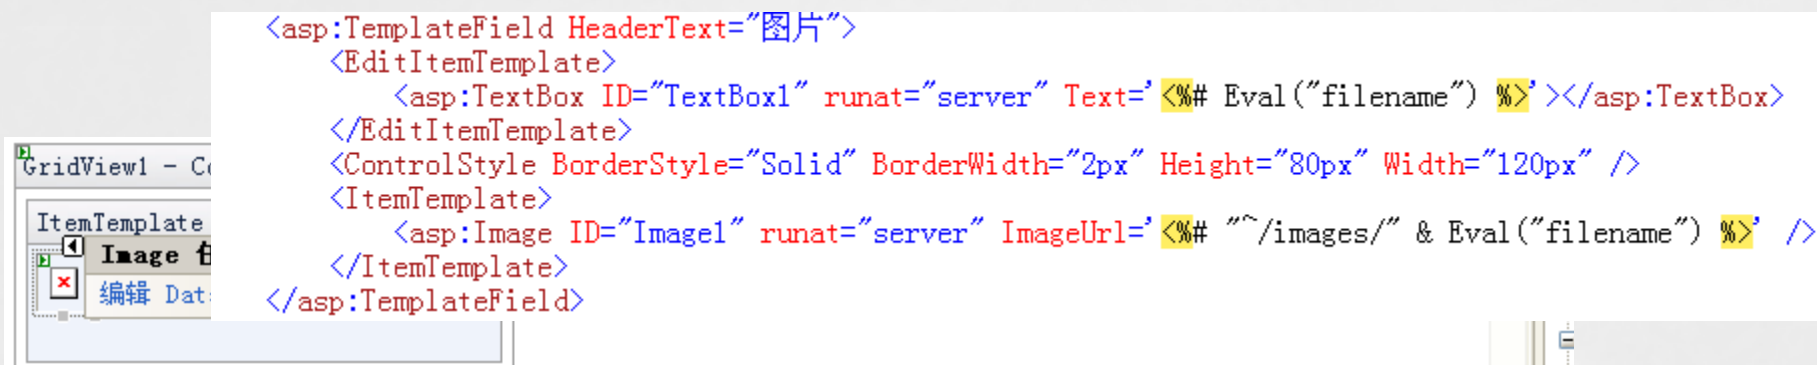 <asp:TemplateField HeaderText="图片">
<EditItemTemplate>
<asp:TextBox ID="TextBox1" runat="server" Text='<%# Eval("filename") %>'></asp:TextBox>
</EditItemTemplate>
<ControlStyle BorderStyle="Solid" BorderWidth="2px" Height="80px" Width="120px" />
<ItemTemplate>
<asp:Image ID="Image1" runat="server" ImageUrl='<%# "~/images/" & Eval("filename") %>' />
</ItemTemplate>
</asp:TemplateField>
GridView1 - Co
ItemTemplate
Image
编辑 Dat